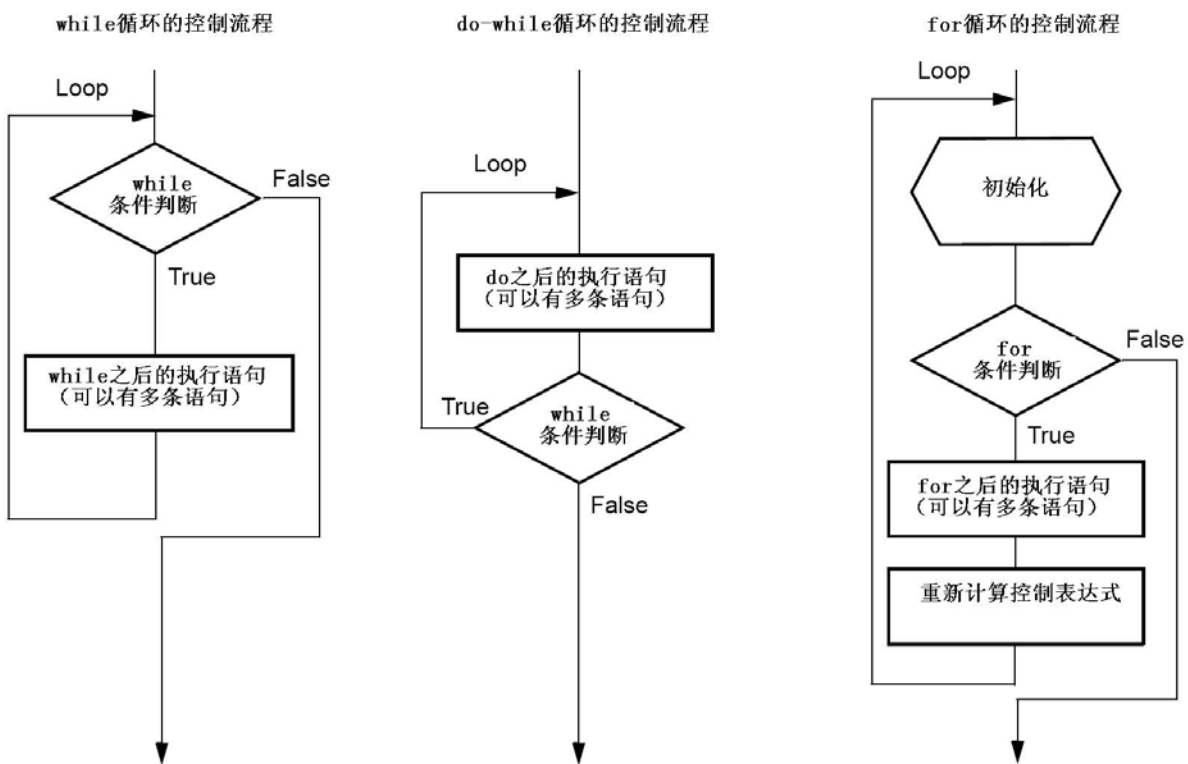 while循环的控制流程
Loop
while
条件判断
False
True
while之后的执行语句
(可以有多条语句)
do-while循环的控制流程
Loop
do之后的执行语句
(可以有多条语句)
True
while
条件判断
False
for循环的控制流程
Loop
初始化
for
条件判断
False
True
for之后的执行语句
(可以有多条语句)
重新计算控制表达式